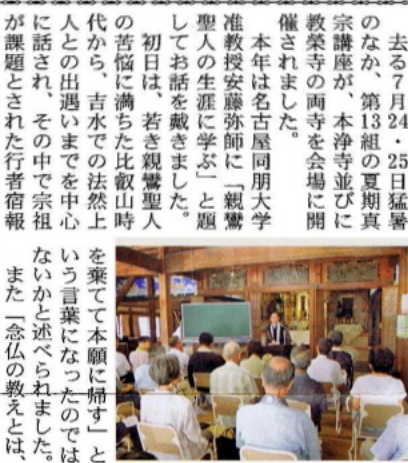 去る7月24・25日猛暑
のなか、第13組の夏期真
宗講座が、本浄寺並びに
教榮寺の両寺を会場に開
催されました。
本年は名古屋同朋大学
准教授安藤弥師に「親鸞
聖人の生涯に学ぶ」と題
してお話を戴きました。
初日は、若き親鸞聖人
の苦悩に満ちた比叡山時
代から、吉水での法然上
人との出遇いまでを中心
に話され、その中で宗祖
が課題とされた行者宿報
を棄てて本願に帰す」と
いう言葉になったのでは
ないかと述べられました。
また「念仏の教えとは、